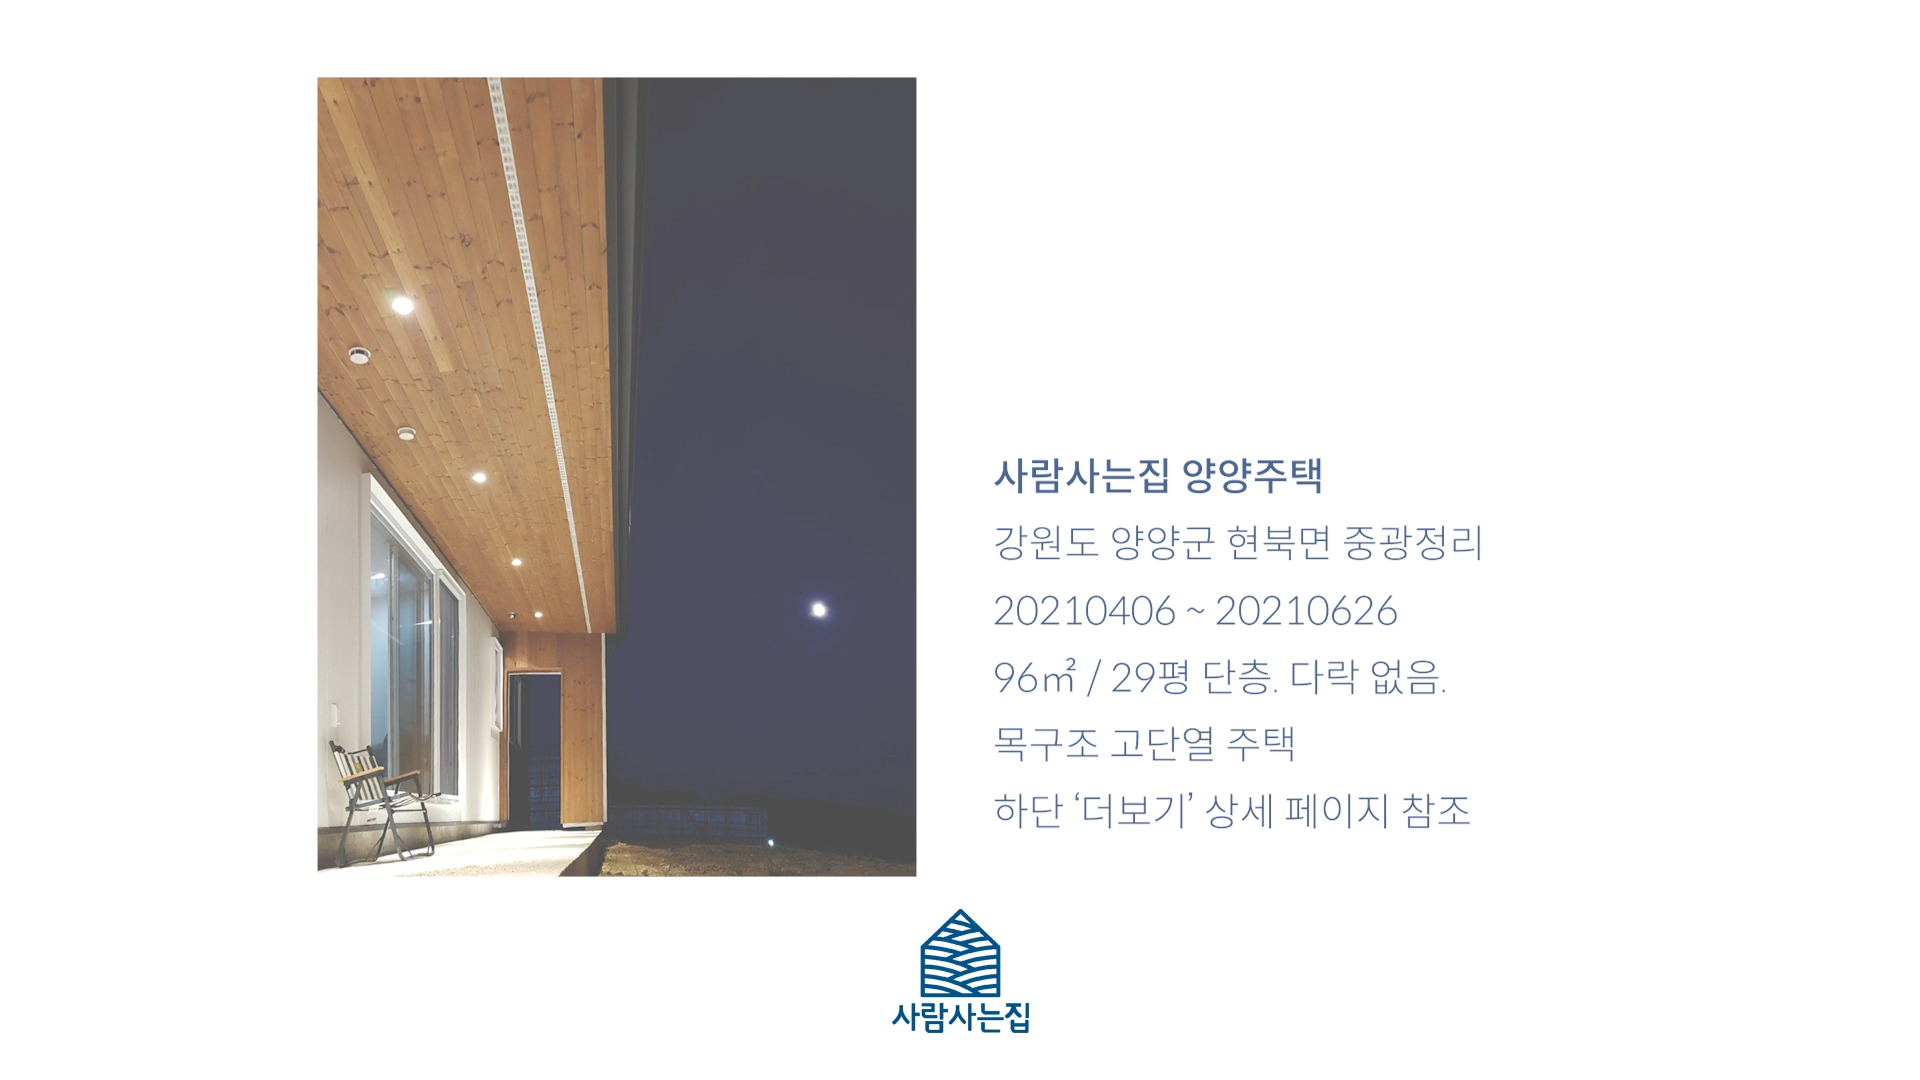 사람사는집 양양주택
강원도 양양군 현북면 중광정리
20210406 ~ 20210626
96㎡ / 29평 단층. 다락 없음.
목구조 고단열 주택
하단 ‘더보기’ 상세 페이지 참조
사람사는집